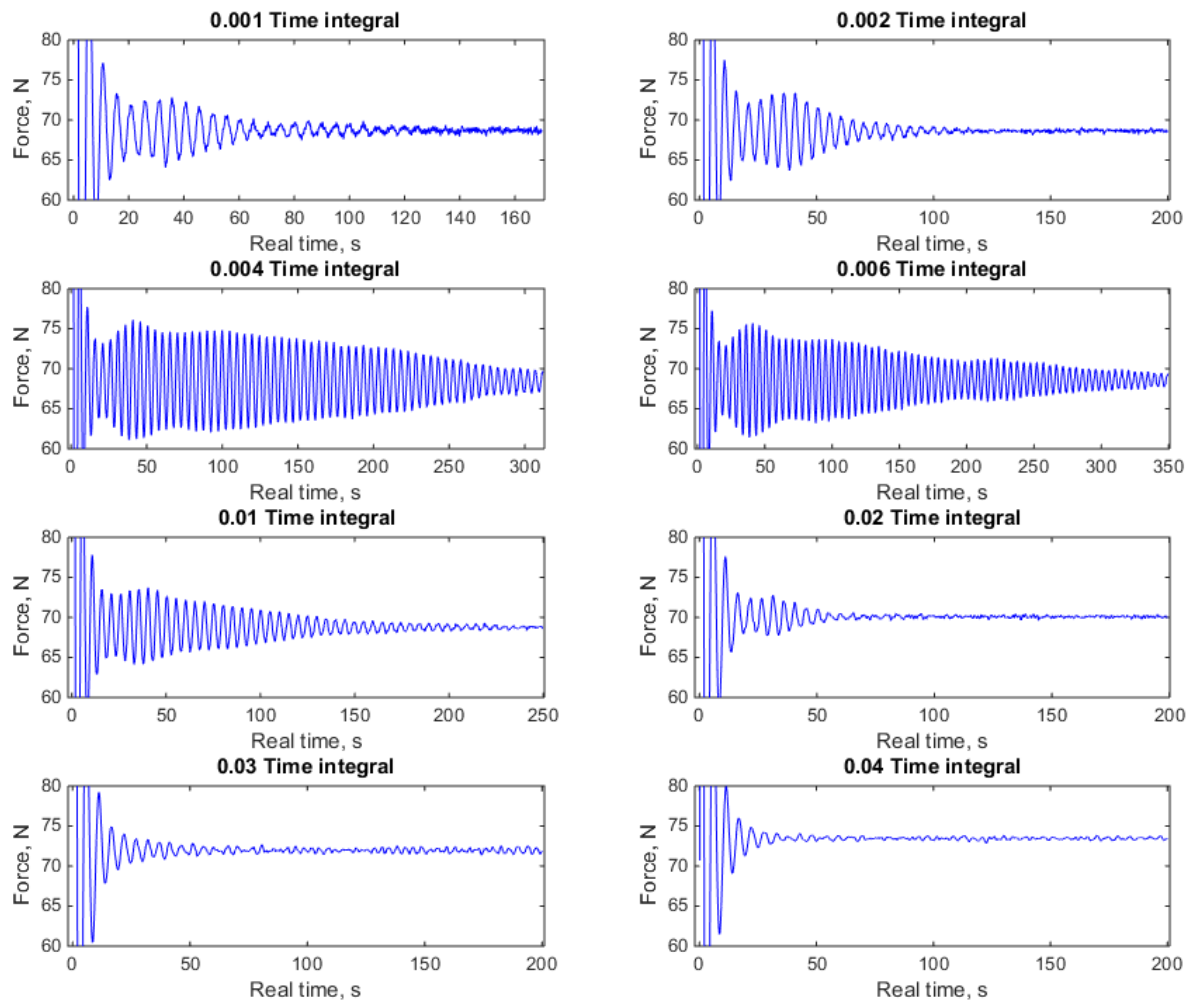 0.001 Time integral
80
75
70
65
60
Force, N
0 20 40 60 80 100 120 140 160
Real time, s
0.002 Time integral
80
75
70
65
60
Force, N
0 50 100 150 200
Real time, s
0.004 Time integral
80
75
70
65
60
Force, N
0 50 100 150 200 250 300
Real time, s
0.006 Time integral
80
75
70
65
60
Force, N
0 50 100 150 200 250 300 350
Real time, s
0.01 Time integral
80
75
70
65
60
Force, N
0 50 100 150 200 250
Real time, s
0.02 Time integral
80
75
70
65
60
Force, N
0 50 100 150 200
Real time, s
0.03 Time integral
80
75
70
65
60
Force, N
0 50 100 150 200
Real time, s
0.04 Time integral
80
75
70
65
60
Force, N
0 50 100 150 200
Real time, s